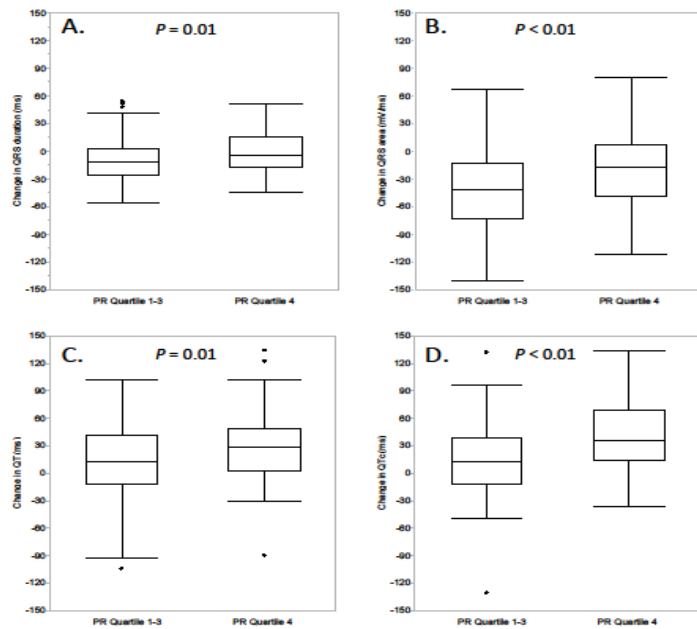 A.
P = 0.01
150
120
90
60
30
0
-30
-60
-90
-120
-150
Change in QRS duration (ms)
PR Quartile 1-3
PR Quartile 4
B.
P < 0.01
150
120
90
60
30
0
-30
-60
-90
-120
-150
Change in QRS area (mV/ms)
PR Quartile 1-3
PR Quartile 4
C.
P = 0.01
150
120
90
60
30
0
-30
-60
-90
-120
-150
Change in QT(ms)
PR Quartile 1-3
PR Quartile 4
D.
P < 0.01
150
120
90
60
30
0
-30
-60
-90
-120
-150
Change in QTc(ms)
PR Quartile 1-3
PR Quartile 4